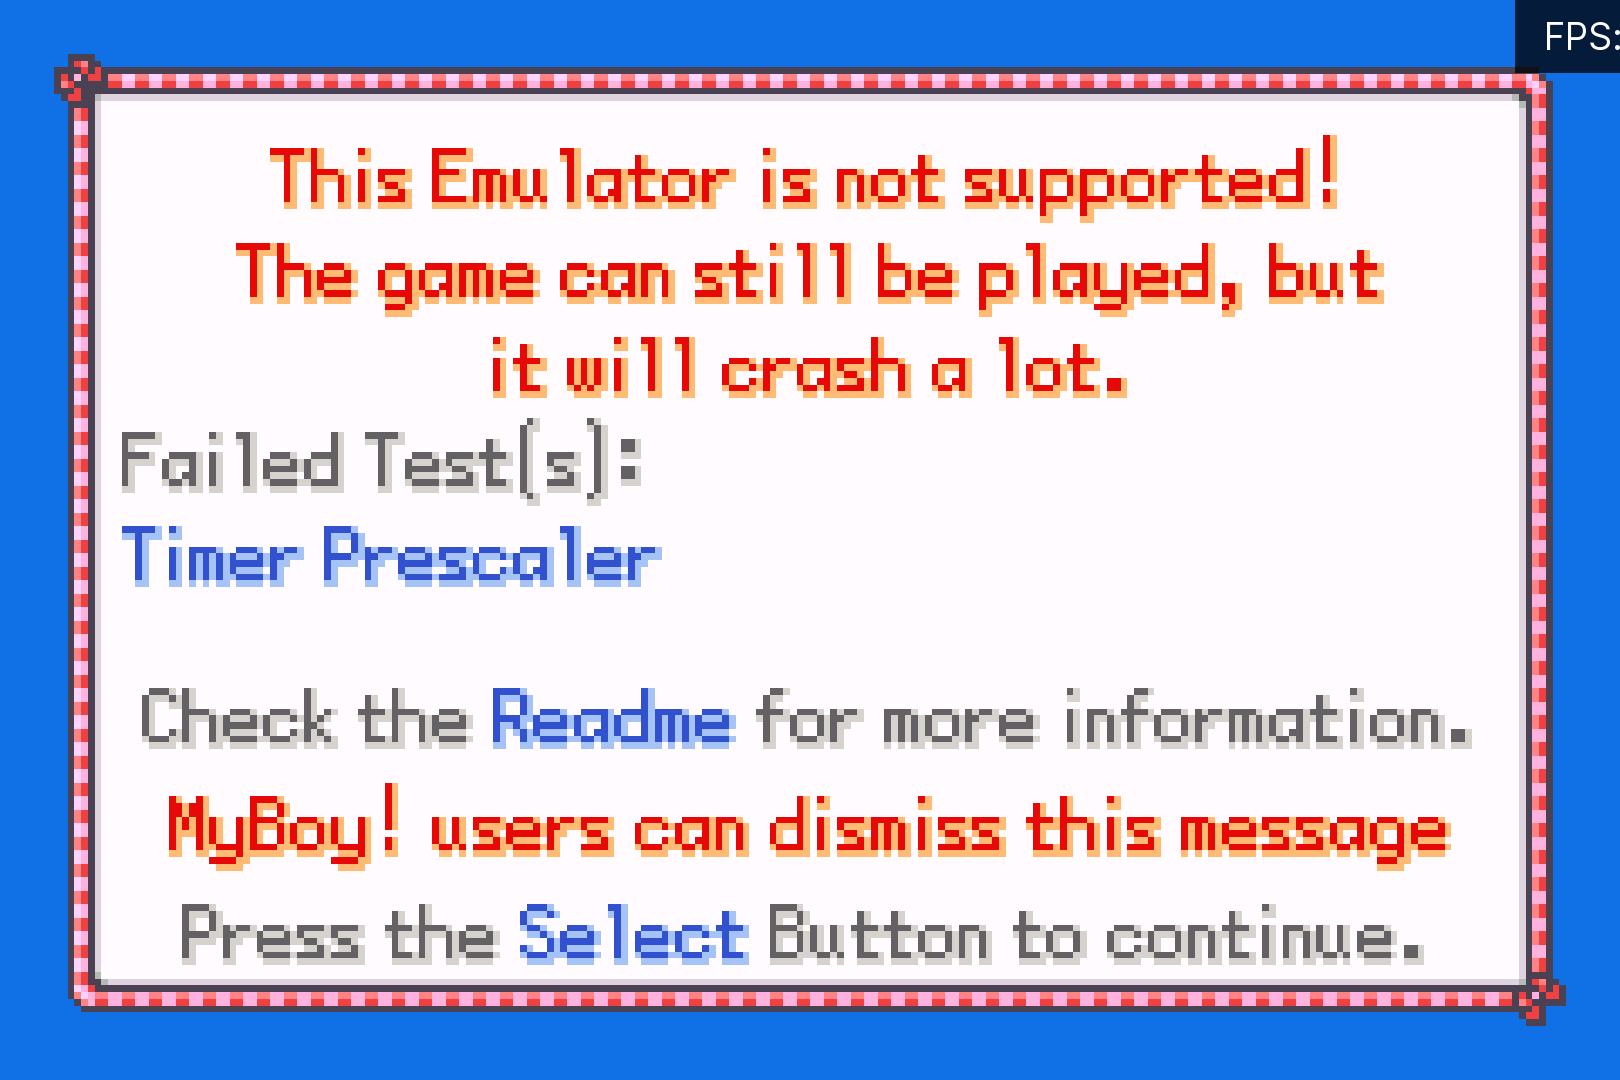 FPS:
This Emulator is not supported!
The game can still be played, but
it will crash a lot.
Failed Test(s):
Timer Prescaler
Check the Readme for more information.
MyBoy! users can dismiss this message
Press the Select Button to continue.